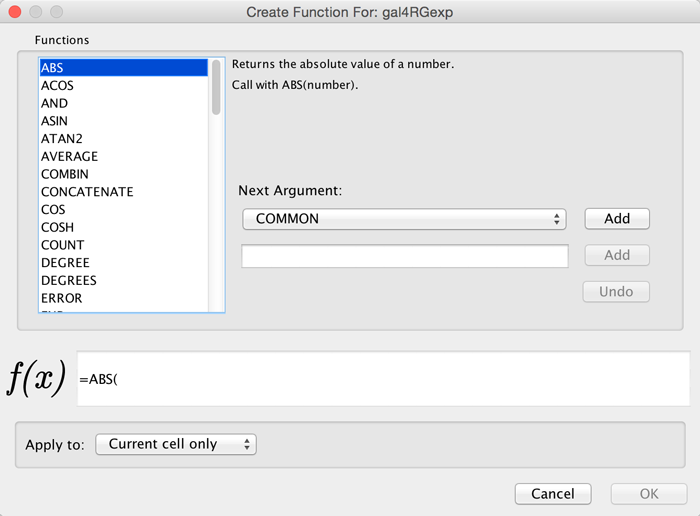 Create Function For: gal4RGexp
Functions
ABS
ACOS
AND
ASIN
ATAN2
AVERAGE
COMBIN
CONCATENATE
COS
COSH
COUNT
DEGREE
DEGREES
ERROR
Returns the absolute value of a number.
Call with ABS(number).
Next Argument:
COMMON
Add
Add
Undo
f(x)
=ABS(
Apply to:
Current cell only
Cancel
OK